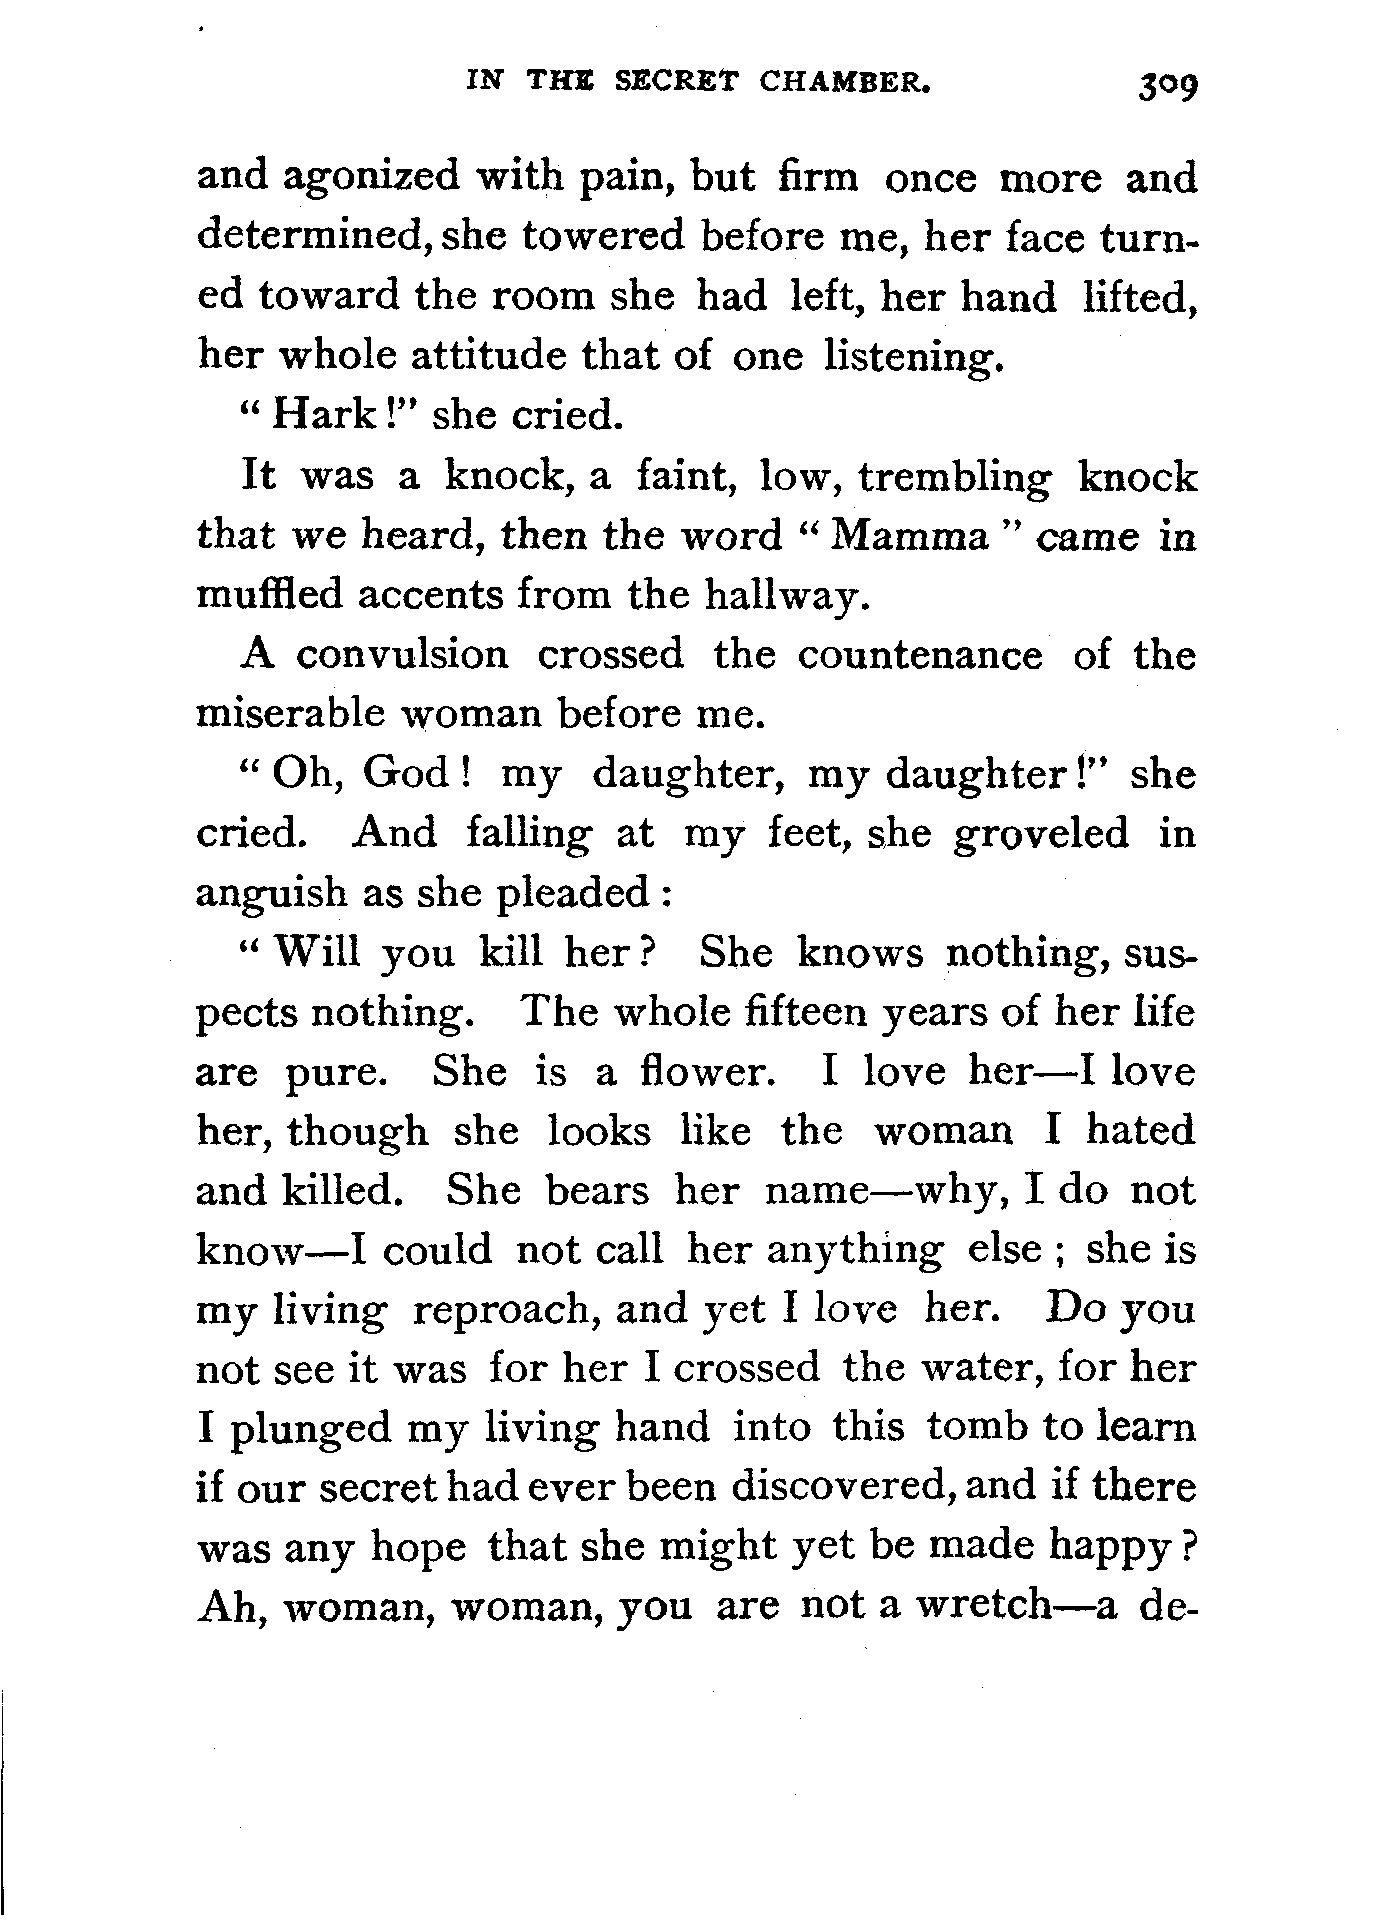 IN THE SECRET CHAMBER. 309
and agonized with pain, but firm once more and
determined, she towered before me, her face turn-
ed toward the room she had left, her hand lifted,
her whole attitude that of one listening.
“ Hark !” she cried.
It was a knock, a faint, low, trembling knock
that we heard, then the word “ Mamma ” came in
muffled accents from the hallway.
A convulsion crossed the countenance of the
miserable woman before me.
“ Oh, God ! my daughter, my daughter !” she
cried. And falling at my feet, she groveled in
anguish as she pleaded :
“ Will you kill her ? She knows nothing, sus-
pects nothing. The whole fifteen years of her life
are pure. She is a flower. I love her—I love
her, though she looks like the woman I hated
and killed. She bears her name—why, I do not
know—I could not call her anything else ; she is
my living reproach, and yet I love her. Do you
not see it was for her I crossed the water, for her
I plunged my living hand into this tomb to learn
if our secret had ever been discovered, and if there
was any hope that she might yet be made happy ?
Ah, woman, woman, you are not a wretch—a de-